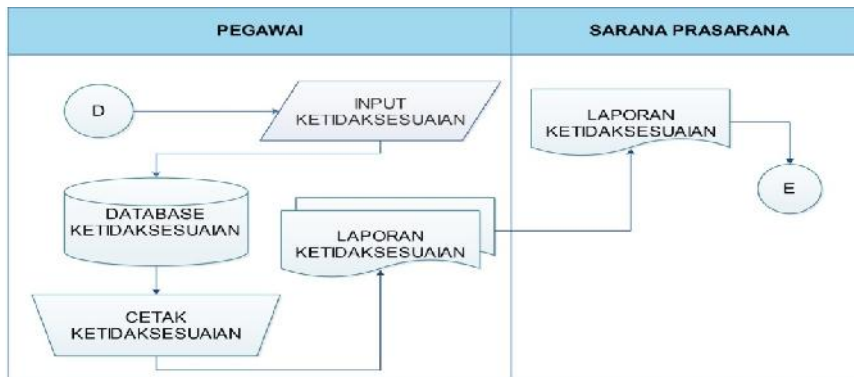 PEGAWAI
SARANA PRASARANA
D
INPUT
KETIDAKSESUAIAN
DATABASE
KETIDAKSESUAIAN
CETAK
KETIDAKSESUAIAN
LAPORAN
KETIDAKSESUAIAN
LAPORAN
KETIDAKSESUAIAN
E